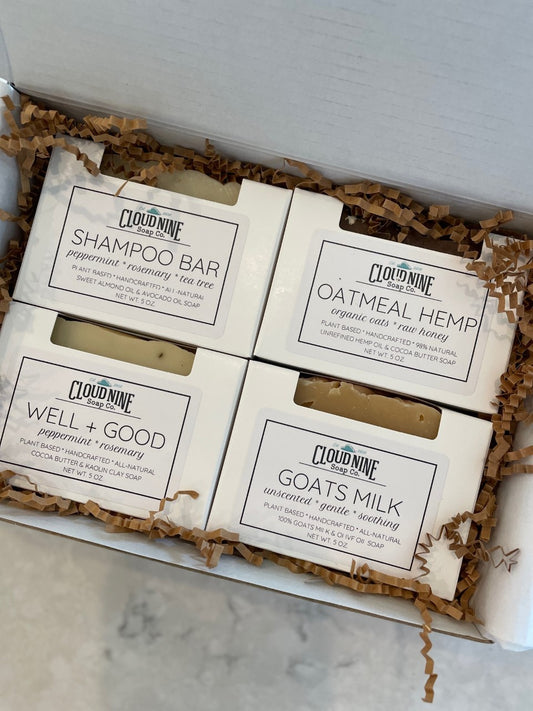 CLOUD NINE
Soap Co.
SHAMPOO BAR
peppermint * rosemary * tea tree
PLANT BASED * HANDCRAFTED * ALL-NATURAL
SWEET ALMOND OIL & AVOCADO OIL SOAP
NET WT. 5 OZ.
CLOUD NINE
Soap Co.
OATMEAL HEMP
organic oats * raw honey
PLANT BASED * HANDCRAFTED * 98% NATURAL
UNREFINED HEMP OIL & COCOA BUTTER SOAP
NET WT. 5 OZ
CLOUD NINE
Soap Co.
WELL + GOOD
peppermint * rosemary
PLANT BASED * HANDCRAFTED * ALL-NATURAL
COCOA BUTTER & KAOLIN CLAY SOAP
NET WT. 5 OZ
CLOUD NINE
Soap Co.
GOATS MILK
unscented * gentle * soothing
PLANT BASED * HANDCRAFTED * ALL-NATURAL
100% GOATS MILK & OLIVE OIL SOAP
NET WT. 5 OZ